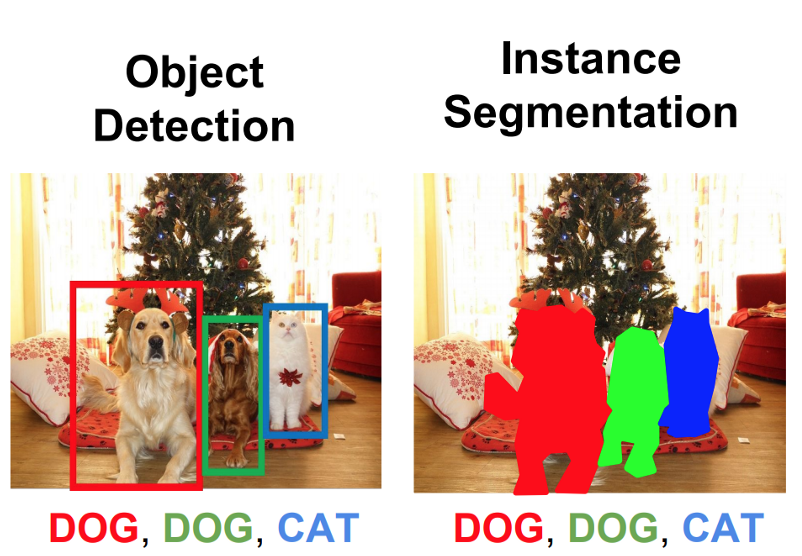 Object
Detection
Instance
Segmentation
DOG, DOG, CAT
DOG, DOG, CAT